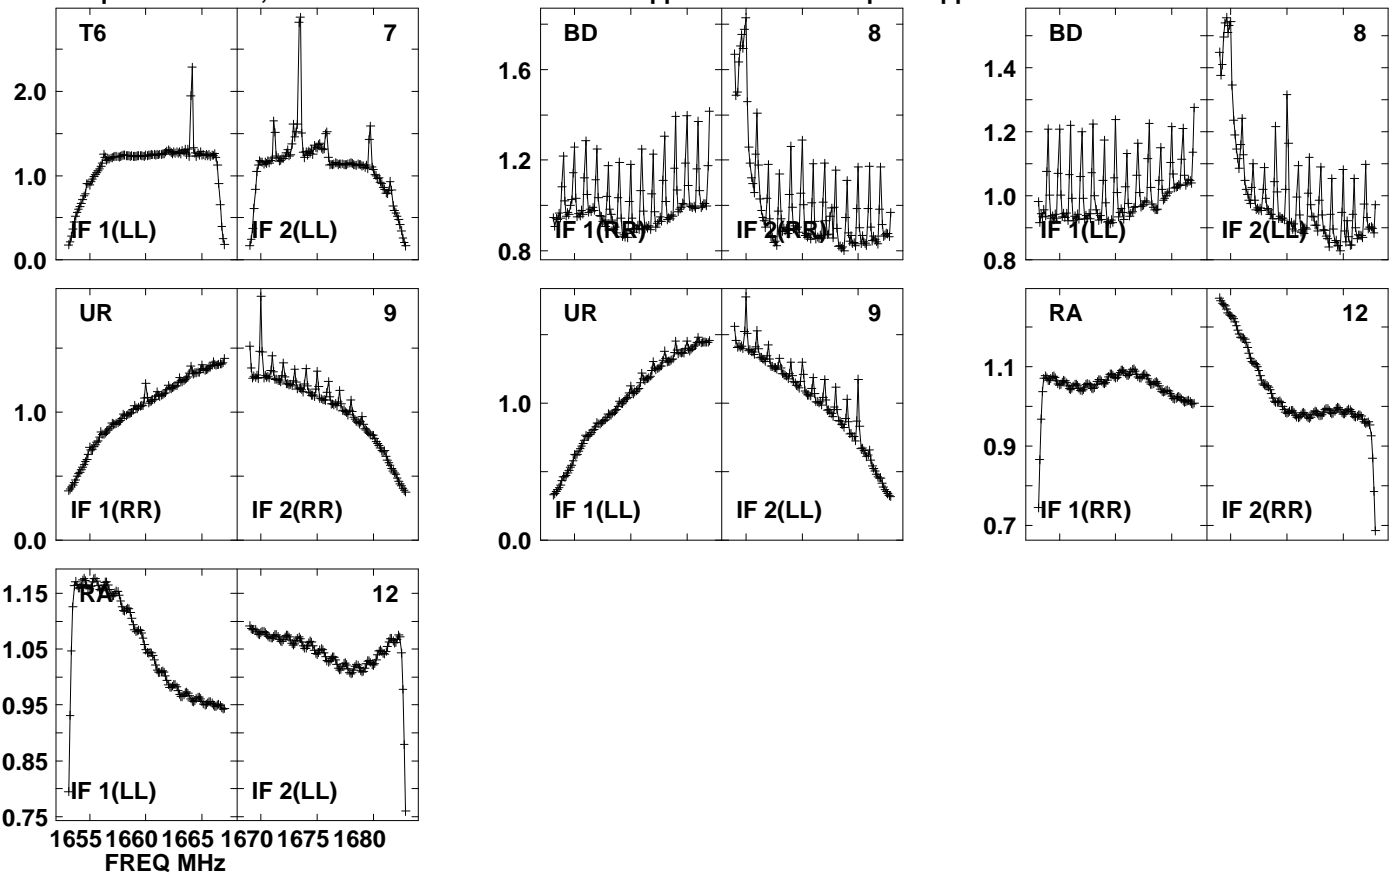 T6 7
BD 8
BD 8
2.0
1.0
0.0
IF 1(LL) IF 2(LL)
1.6
1.2
0.8
IF 1(RR) IF 2(RR)
1.4
1.2
1.0
0.8
IF 1(LL) IF 2(LL)
UR 9
UR 9
RA 12
1.0
0.0
IF 1(RR) IF 2(RR)
1.0
0.0
IF 1(LL) IF 2(LL)
1.1
0.9
0.7
IF 1(RR) IF 2(RR)
RA 12
1.15
1.05
0.95
0.85
0.75
IF 1(LL) IF 2(LL)
1655 1660 1665 1670 1675 1680
FREQ MHz